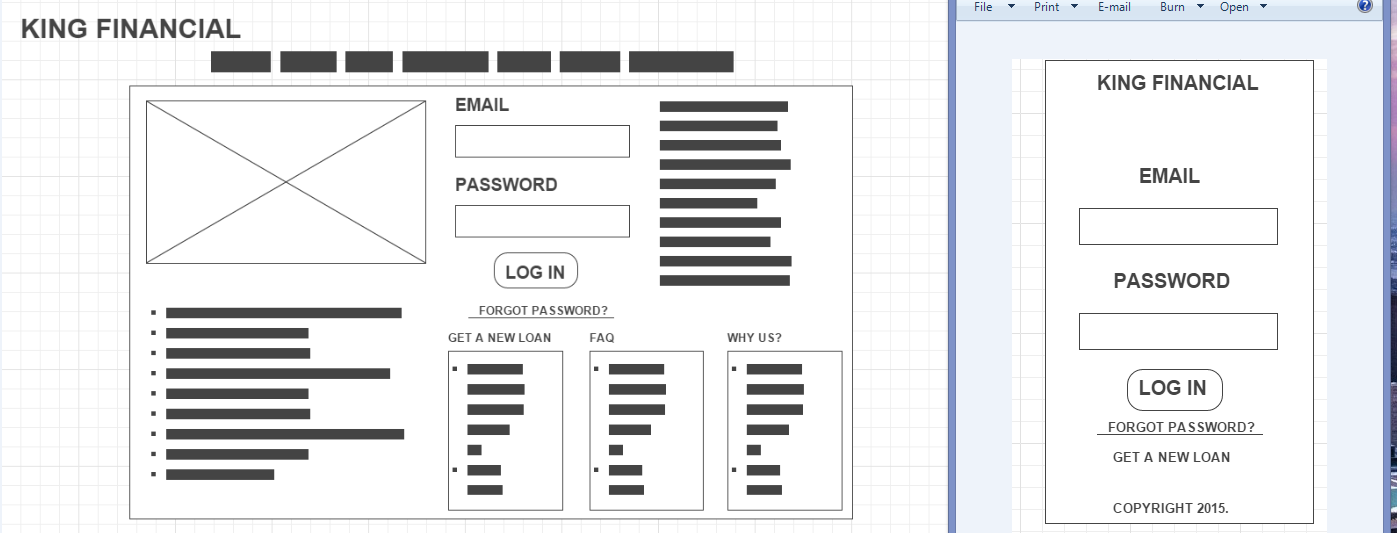 KING FINANCIAL
EMAIL
PASSWORD
LOG IN
FORGOT PASSWORD?
GET A NEW LOAN
FAQ
WHY US?
File Print E-mail Burn Open ?
KING FINANCIAL
EMAIL
PASSWORD
LOG IN
FORGOT PASSWORD?
GET A NEW LOAN
COPYRIGHT 2015.